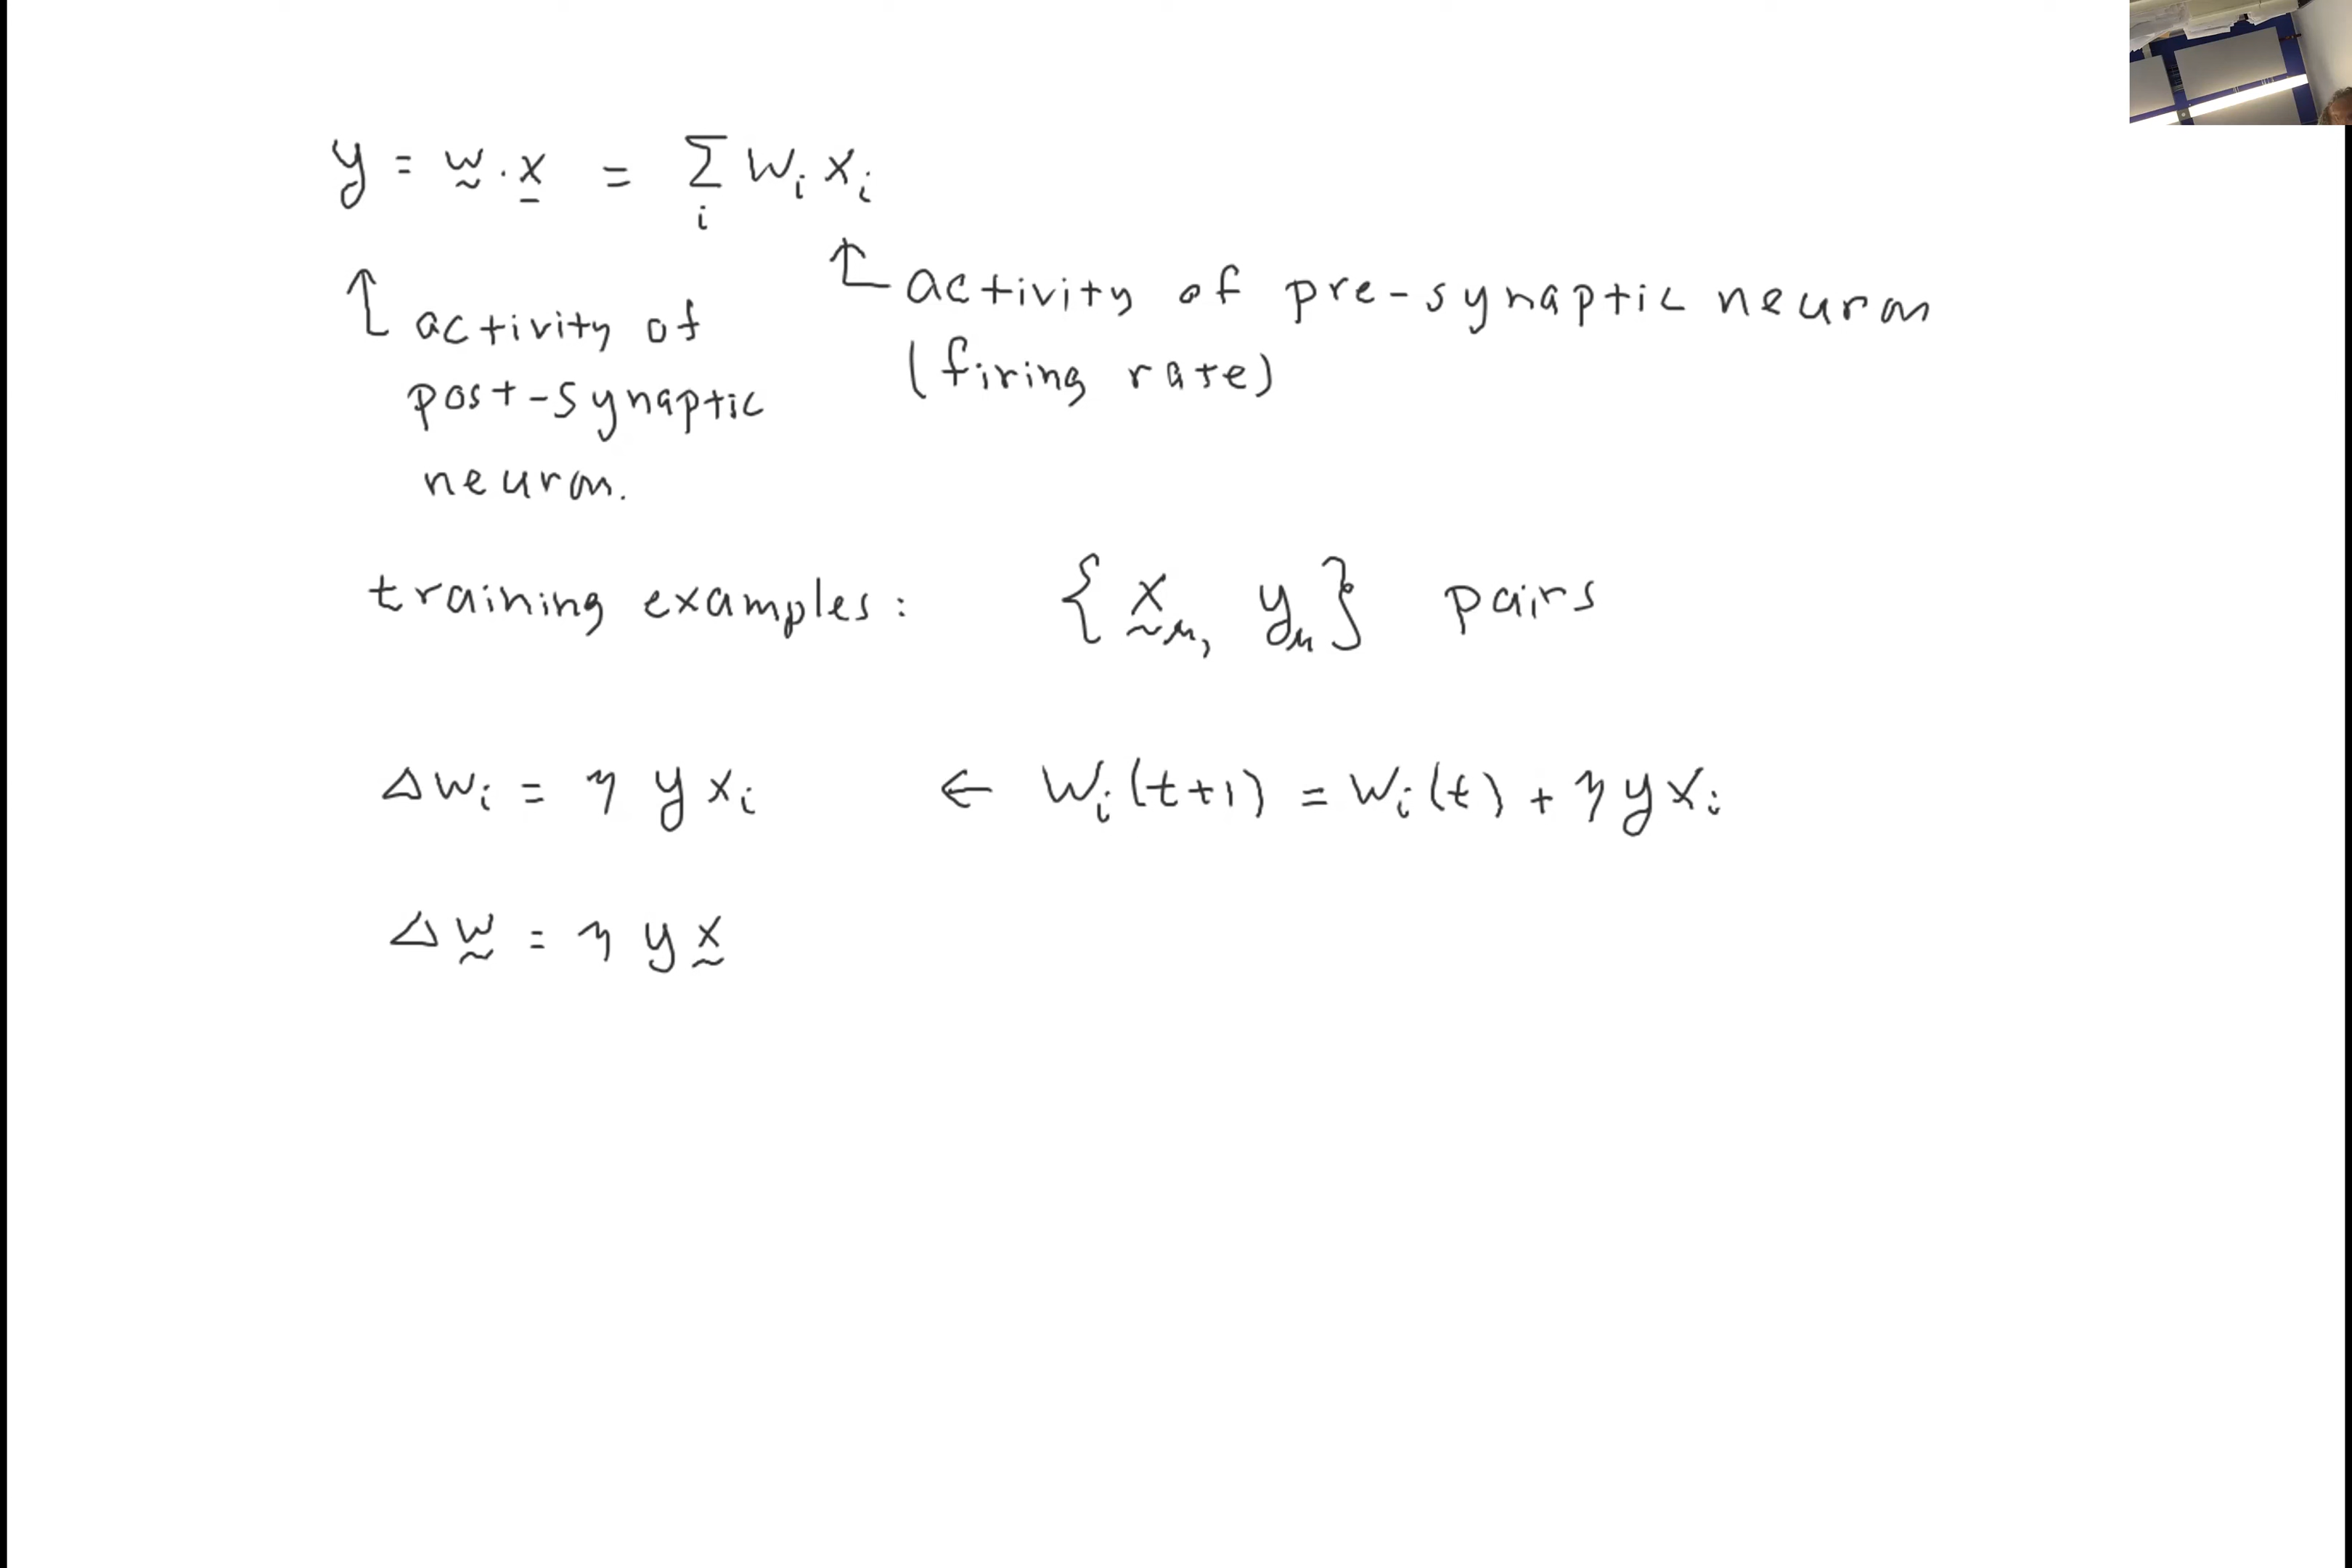 y = w · x = Σ_i w_i x_i
↑ activity of post-synaptic neuron.
↑ activity of pre-synaptic neuron
(firing rate)
training examples: {x_μ, y_μ} pairs
Δw_i = η y x_i ← w_i(t+1) = w_i(t) + η y x_i
Δw = η y x